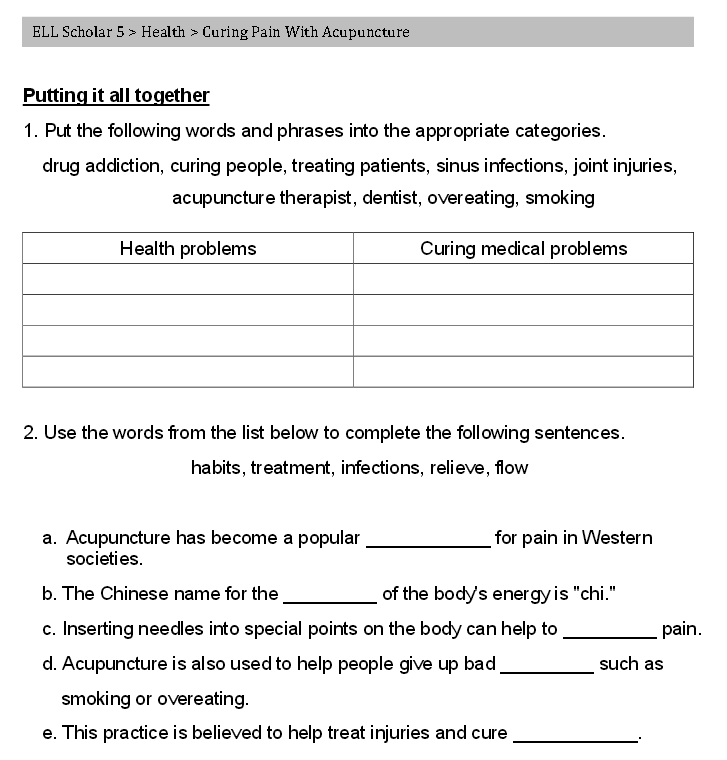 ELL Scholar 5 > Health > Curing Pain With Acupuncture
Putting it all together
1. Put the following words and phrases into the appropriate categories.
drug addiction, curing people, treating patients, sinus infections, joint injuries,
acupuncture therapist, dentist, overeating, smoking
Health problems Curing medical problems
2. Use the words from the list below to complete the following sentences.
habits, treatment, infections, relieve, flow
a. Acupuncture has become a popular ____________ for pain in Western
societies.
b. The Chinese name for the _________ of the body's energy is "chi."
c. Inserting needles into special points on the body can help to _________ pain.
d. Acupuncture is also used to help people give up bad _________ such as
smoking or overeating.
e. This practice is believed to help treat injuries and cure ____________.